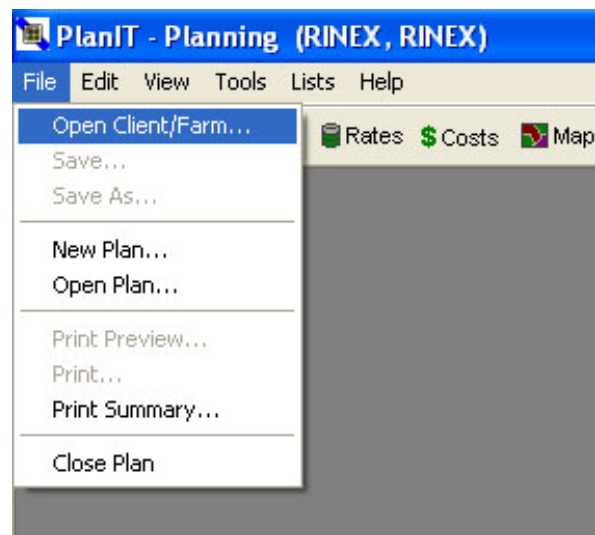 PlanIT - Planning (RINEX, RINEX)
File Edit View Tools Lists Help
Rates $ Costs Map
Open Client/Farm...
Save...
Save As...
New Plan...
Open Plan...
Print Preview...
Print...
Print Summary...
Close Plan